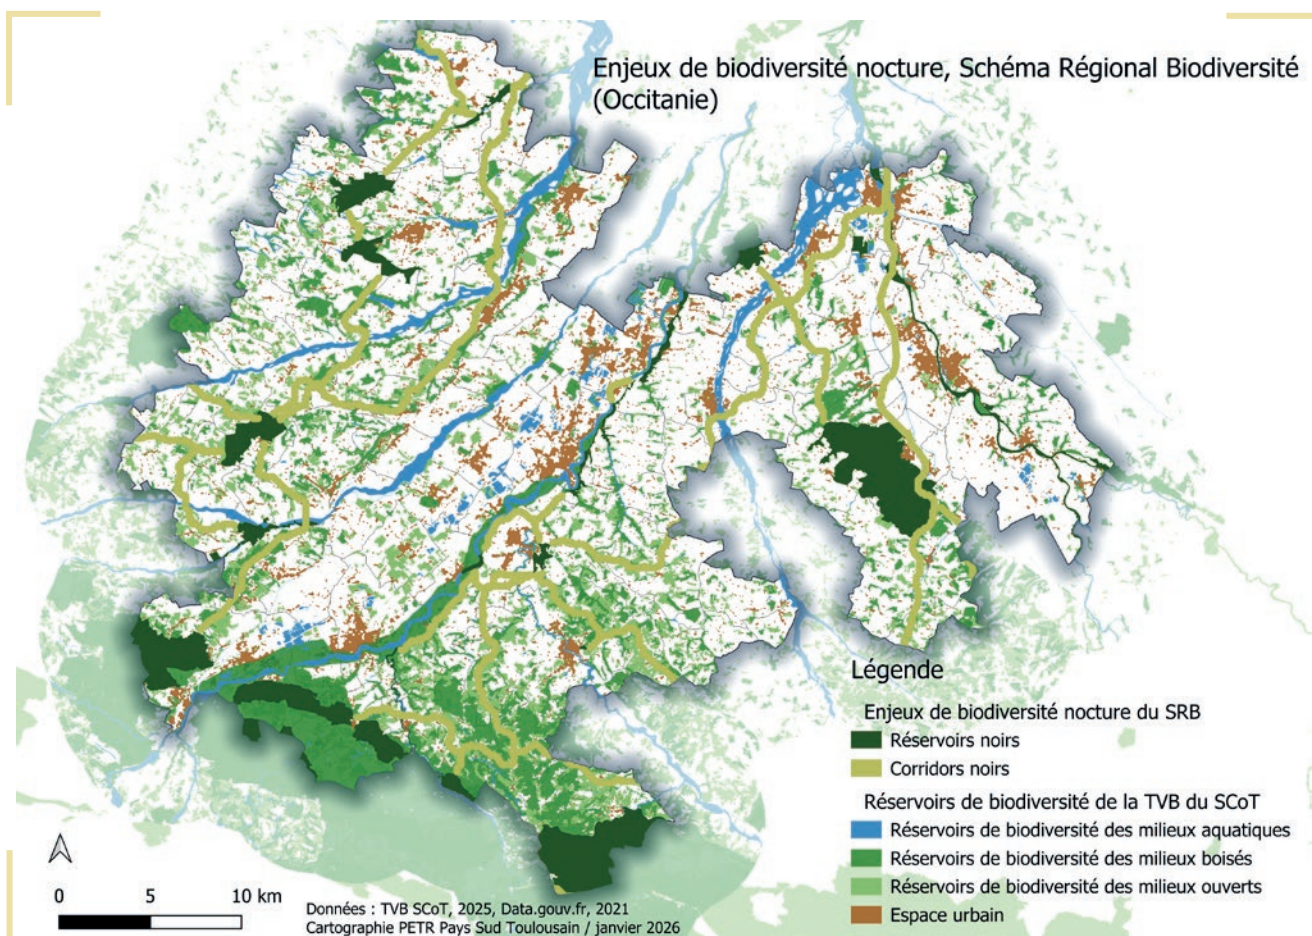 Enjeux de biodiversité nocture, Schéma Régional Biodiversité
(Occitanie)
Légende
Enjeux de biodiversité nocture du SRB
Réservoirs noirs
Corridors noirs
Réservoirs de biodiversité de la TVB du SCoT
Réservoirs de biodiversité des milieux aquatiques
Réservoirs de biodiversité des milieux boisés
Réservoirs de biodiversité des milieux ouverts
Espace urbain
0 5 10 km
Données : TVB SCoT, 2025, Data.gouv.fr, 2021
Cartographie PETR Pays Sud Toulousain / janvier 2026